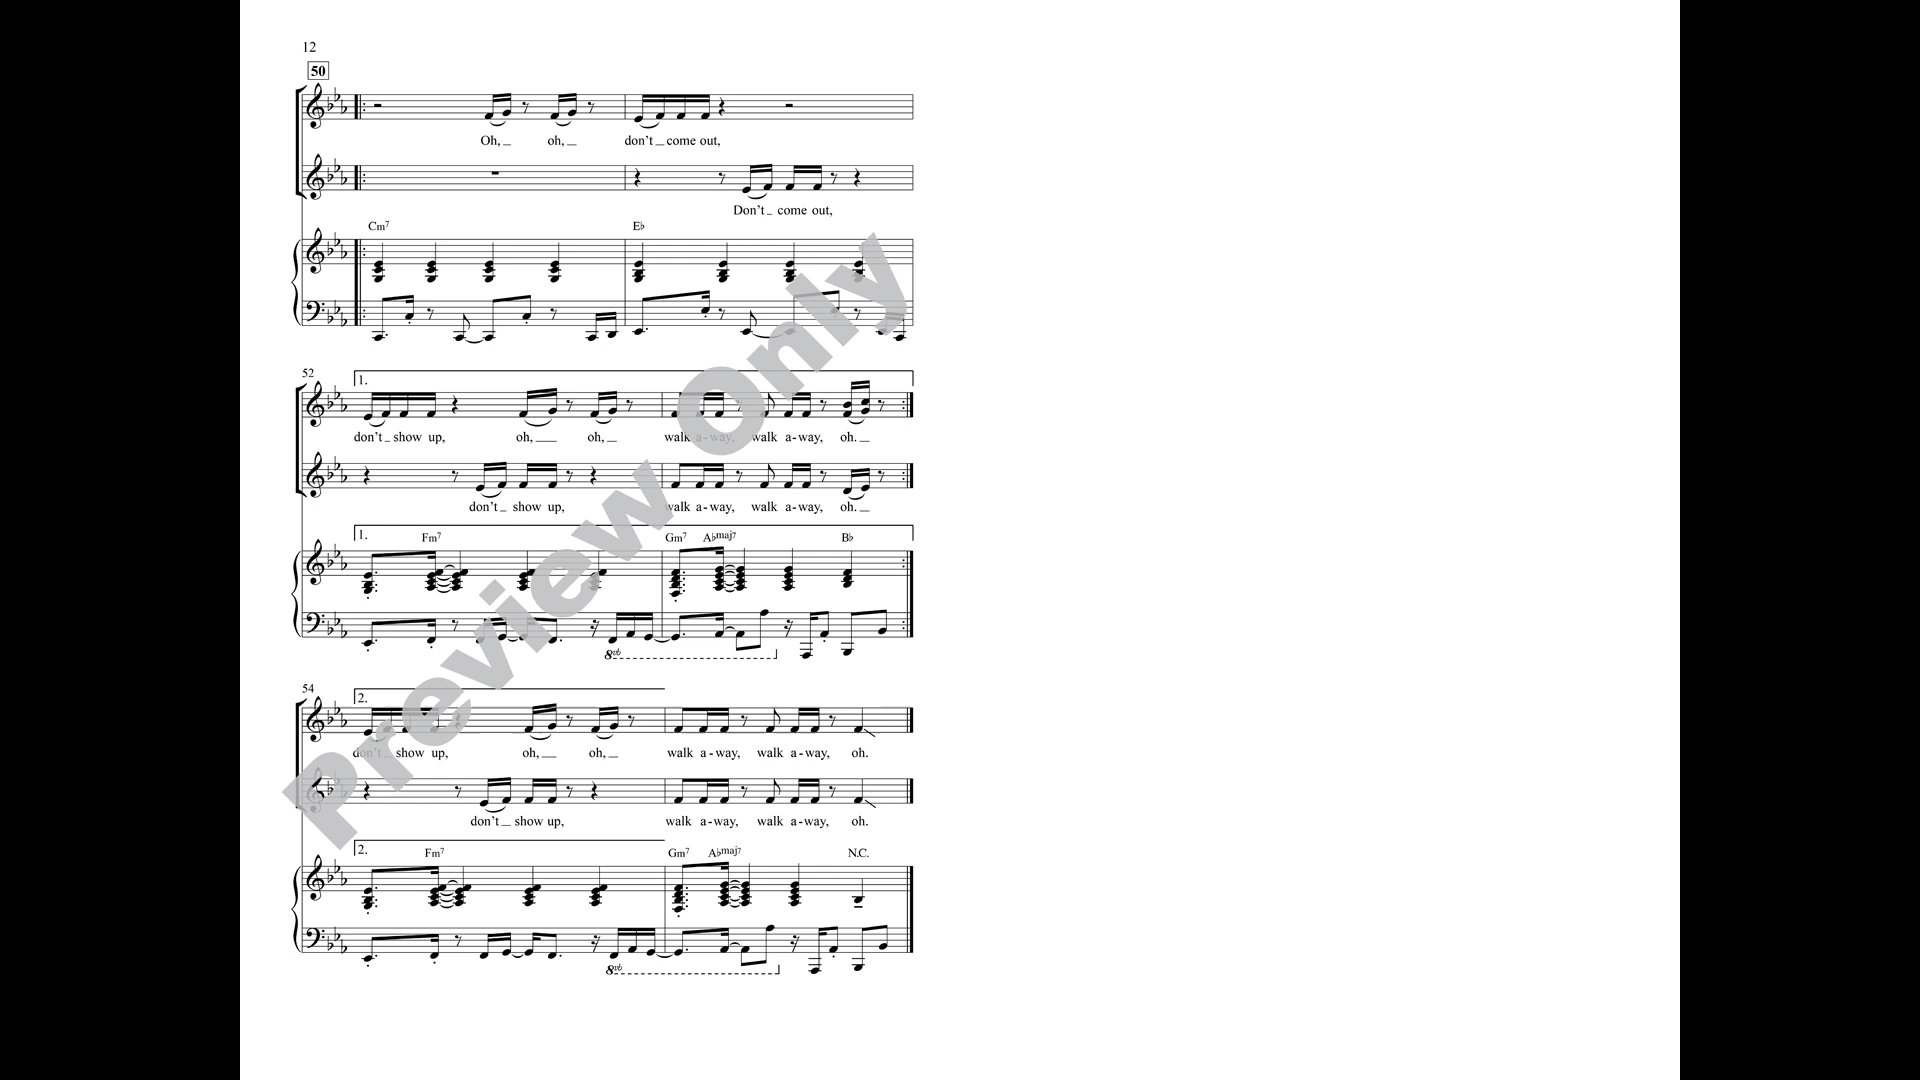 12
50
Oh, _ oh, _ don't _ come out,
Don't _ come out,
Cm7 E♭
52
1.
don't _ show up, oh, _ oh, _ walk a-way, walk a-way, oh. _
don't _ show up, walk a-way, walk a-way, oh. _
1. Fm7 Gm7 A♭maj7 B♭
8vb
54
2.
don't _ show up, oh, _ oh, _ walk a-way, walk a-way, oh.
don't _ show up, walk a-way, walk a-way, oh.
2. Fm7 Gm7 A♭maj7 N.C.
8vb
Preview Only